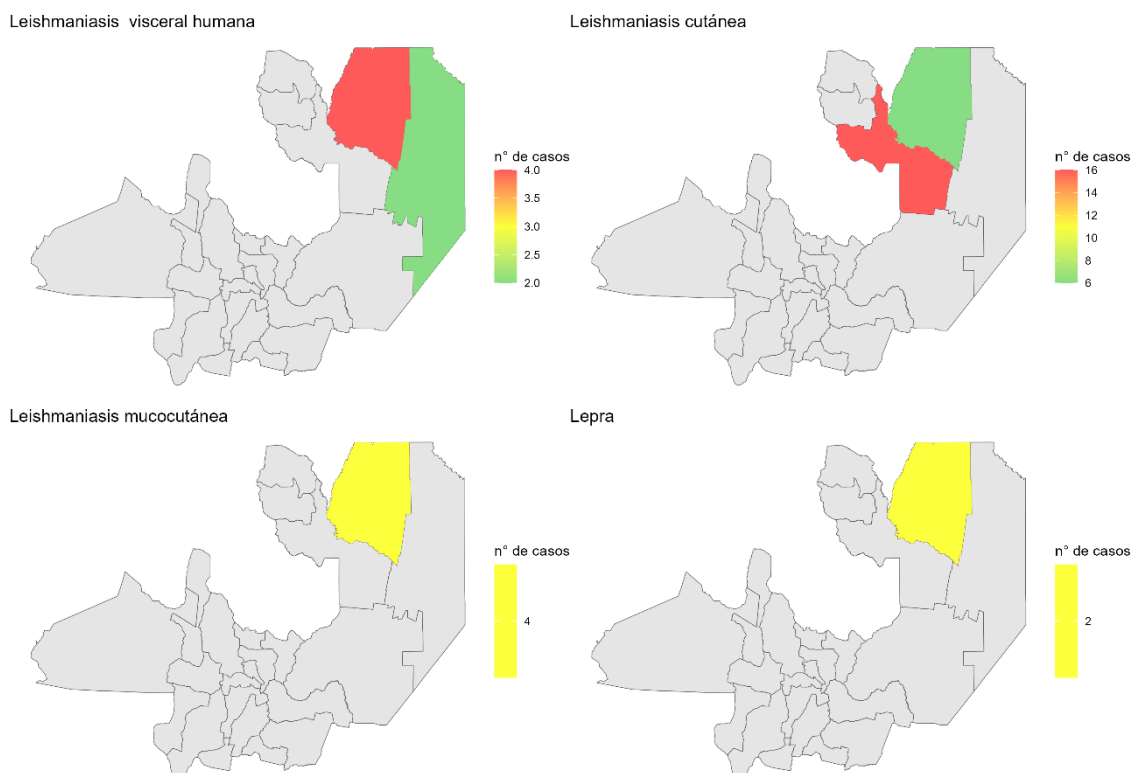 Leishmaniasis  visceral humana
n° de casos
4.0
3.5
3.0
2.5
2.0
Leishmaniasis cutánea
n° de casos
16
14
12
10
8
6
Leishmaniasis mucocutánea
n° de casos
4
Lepra
n° de casos
2